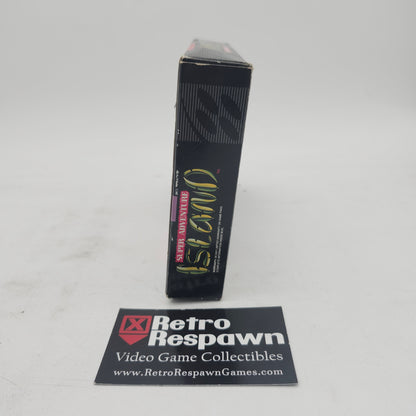 SUPER ADVENTURE
ISLAND
Retro
Respawn
Video Game Collectibles
www.RetroRespawnGames.com